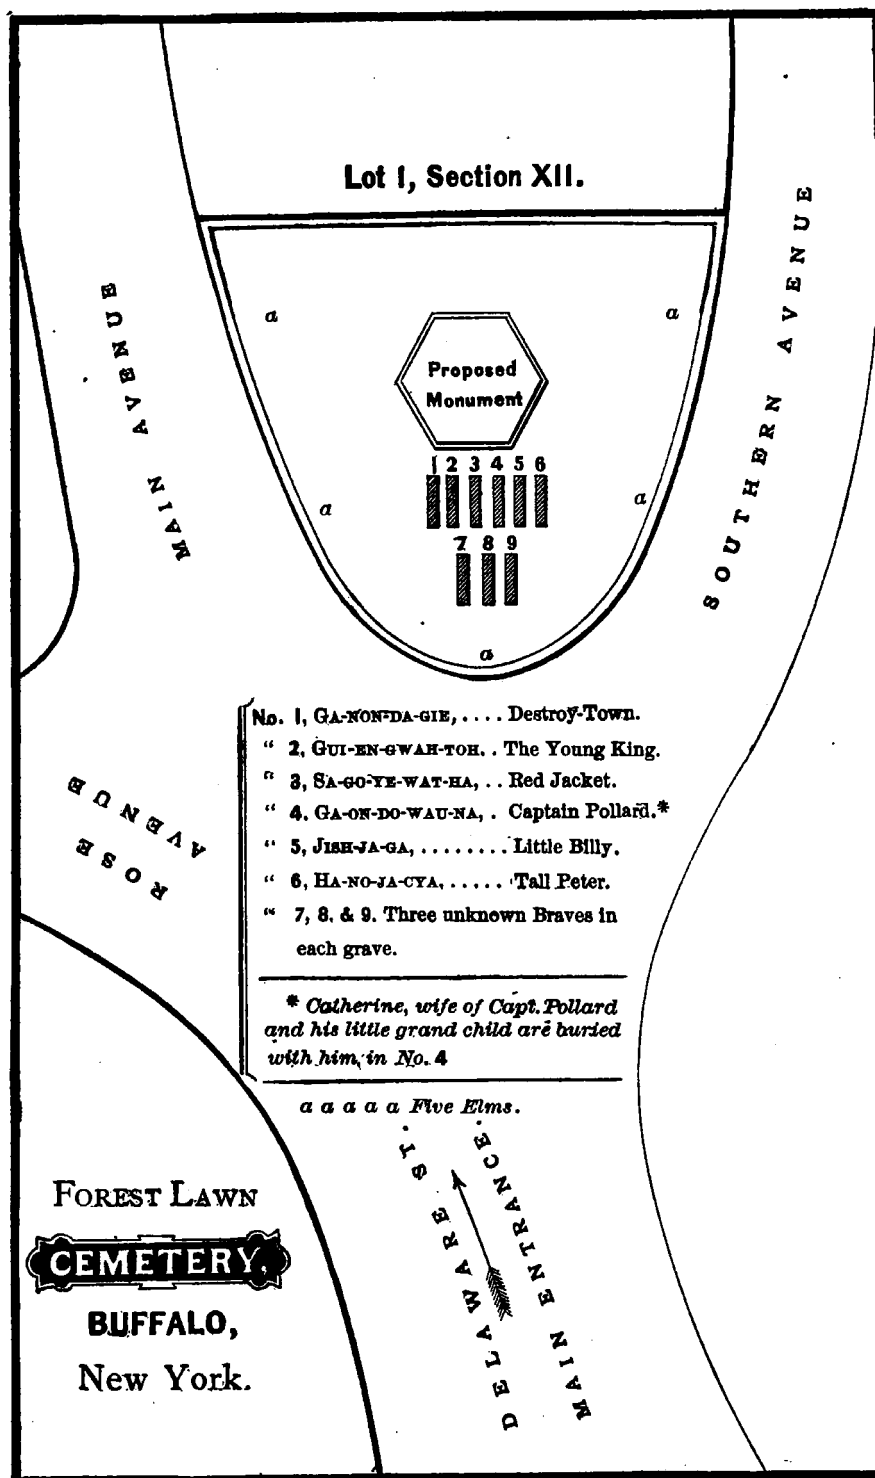 Lot 1, Section XII.
MAIN AVENUE
SOUTHERN AVENUE
a a
Proposed
Monument
1 2 3 4 5 6
a a
7 8 9
a
No. 1, GA-NON-DA-GIE, .... Destroy-Town.
“ 2, GUI-EN-GWAH-TOH. . The Young King.
“ 3, SA-GO-YE-WAT-HA, . . Red Jacket.
“ 4. GA-ON-DO-WAU-NA, . Captain Pollard.*
“ 5, JISH-JA-GA, ........ Little Billy.
“ 6, HA-NO-JA-CYA, ..... Tall Peter.
“ 7, 8, & 9. Three unknown Braves in
each grave.
* Catherine, wife of Capt. Pollard
and his little grand child are buried
with him, in No. 4
a a a a a Five Elms.
ROSE
AVENUE
DELAWARE ST.
MAIN ENTRANCE.
FOREST LAWN
CEMETERY.
BUFFALO,
New York.